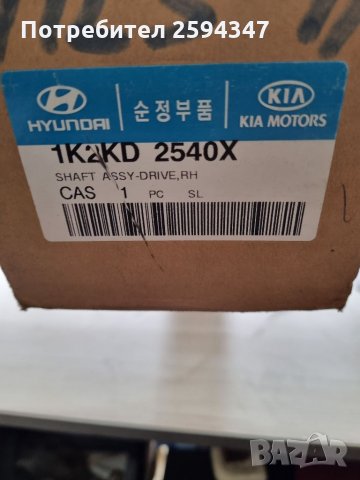 Потребител 2594347
HYUNDAI
순정부품
KIA
KIA MOTORS
1K2KD 2540X
SHAFT ASSY-DRIVE,RH
CAS 1 PC SL
BAZAR